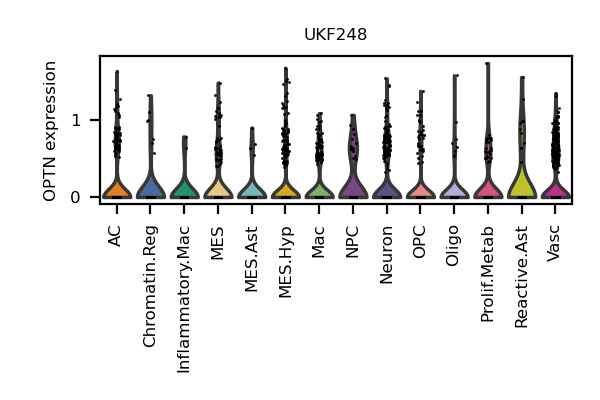 UKF248
OPTN expression
1
0
AC
Chromatin.Reg
Inflammatory.Mac
MES
MES.Ast
MES.Hyp
Mac
NPC
Neuron
OPC
Oligo
Prolif.Metab
Reactive.Ast
Vasc